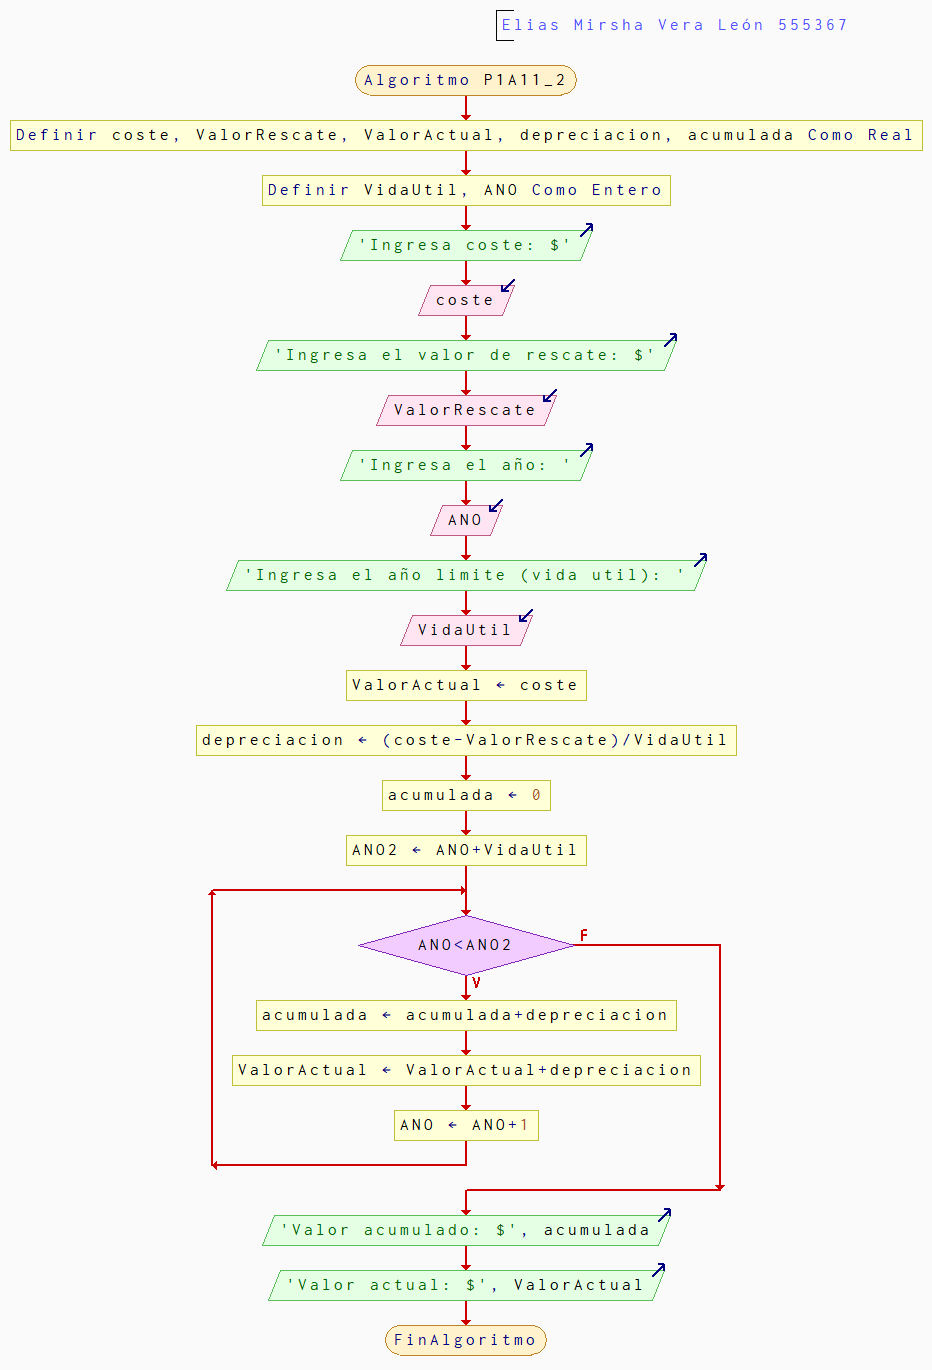 Elias Mirsha Vera León 555367
Algoritmo P1A11_2
Definir coste, ValorRescate, ValorActual, depreciacion, acumulada Como Real
Definir VidaUtil, ANO Como Entero
'Ingresa coste: $'
coste
'Ingresa el valor de rescate: $'
ValorRescate
'Ingresa el año: '
ANO
'Ingresa el año limite (vida util): '
VidaUtil
ValorActual ← coste
depreciacion ← (coste-ValorRescate)/VidaUtil
acumulada ← 0
ANO2 ← ANO+VidaUtil
ANO<ANO2
F
V
acumulada ← acumulada+depreciacion
ValorActual ← ValorActual+depreciacion
ANO ← ANO+1
'Valor acumulado: $', acumulada
'Valor actual: $', ValorActual
FinAlgoritmo